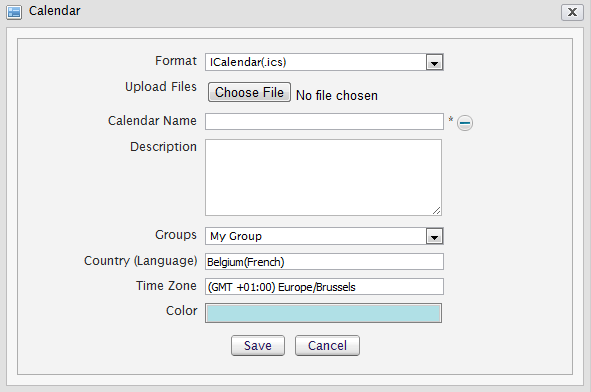 Calendar
Format ICalendar(.ics)
Upload Files Choose File No file chosen
Calendar Name *
Description
Groups My Group
Country (Language) Belgium(French)
Time Zone (GMT +01:00) Europe/Brussels
Color
Save Cancel